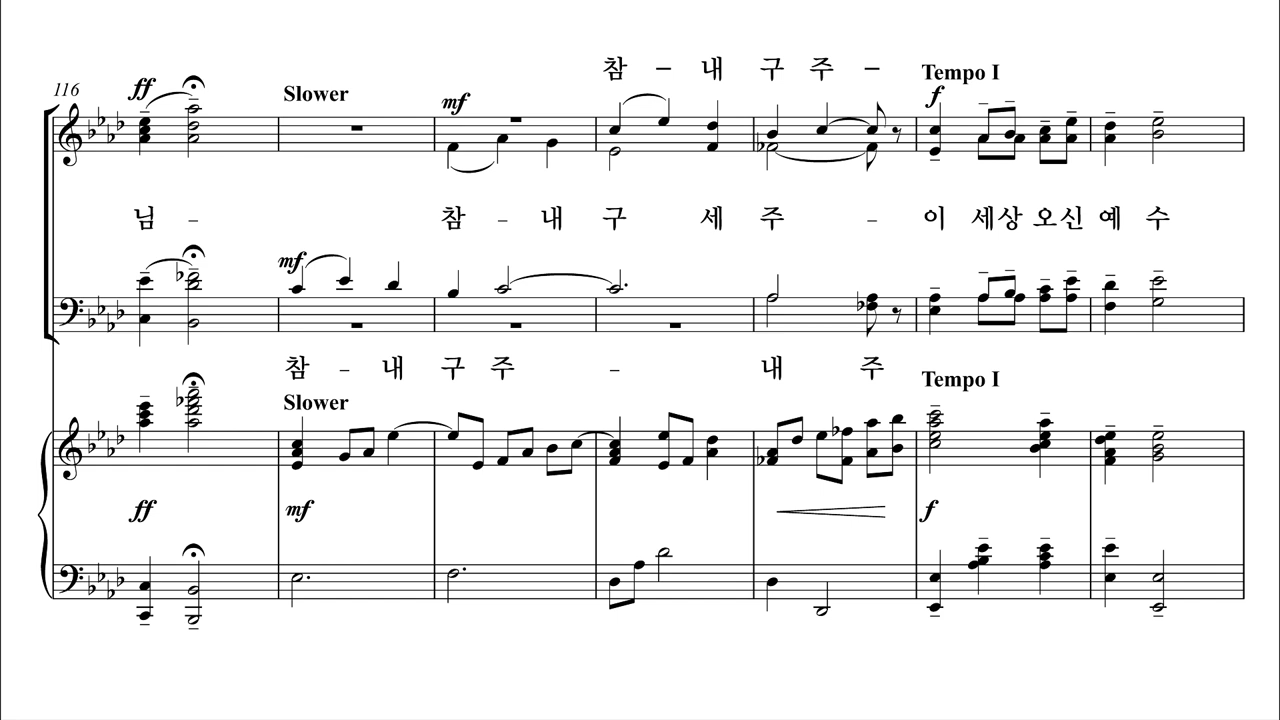 참 - 내 구 주 -
116 ff Slower mf Tempo I f
님 - 참 - 내 구 세 주 - 이 세상 오신 예 수
mf
참 - 내 구 주 - 내 주
Slower Tempo I
ff mf f